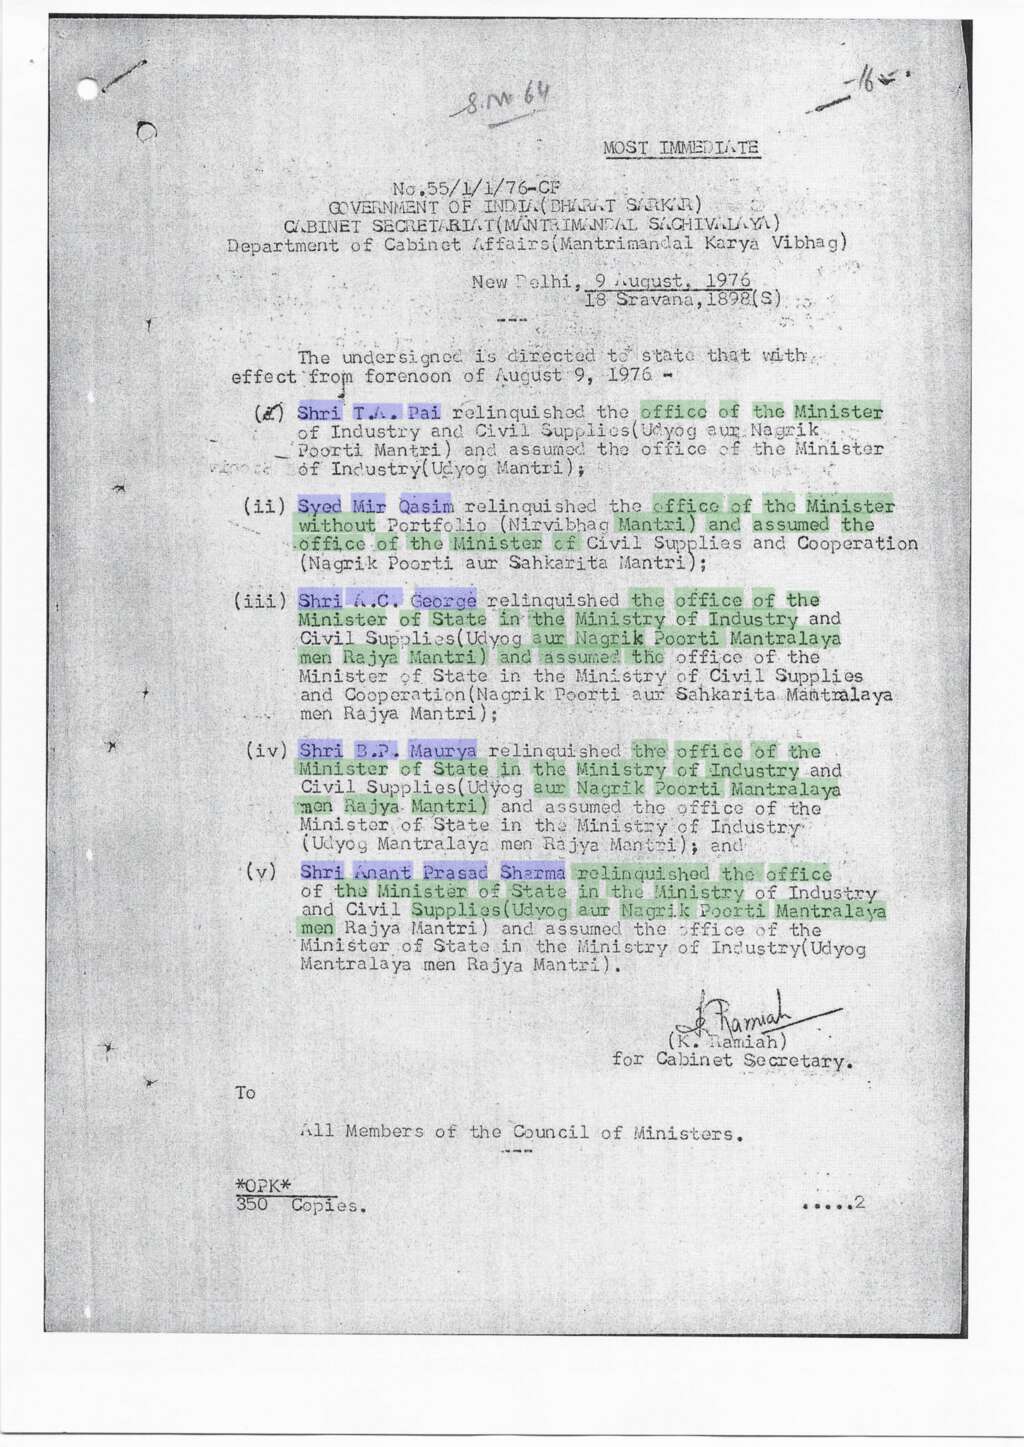 S.No 64
-16-
MOST IMMEDIATE
No.55/1/1/76-CF
GOVERNMENT OF INDIA(BHARAT SARKAR)
CABINET SECRETARIAT(MANTRIMANDAL SACHIVALAYA)
Department of Cabinet Affairs(Mantrimandal Karya Vibhag)
New Delhi, 9 August, 1976
18 Sravana,1898(S)
---
The undersigned is directed to state that with
effect from forenoon of August 9, 1976 -
(i) Shri T.A. Pai relinquished the office of the Minister
of Industry and Civil Supplies(Udyog aur Nagrik
Poorti Mantri) and assumed the office of the Minister
of Industry(Udyog Mantri);
(ii) Syed Mir Qasim relinquished the office of the Minister
without Portfolio (Nirvibhag Mantri) and assumed the
office of the Minister of Civil Supplies and Cooperation
(Nagrik Poorti aur Sahkarita Mantri);
(iii) Shri A.C. George relinquished the office of the
Minister of State in the Ministry of Industry and
Civil Supplies(Udyog aur Nagrik Poorti Mantralaya
men Rajya Mantri) and assumed the office of the
Minister of State in the Ministry of Civil Supplies
and Cooperation(Nagrik Poorti aur Sahkarita Mantralaya
men Rajya Mantri);
(iv) Shri B.P. Maurya relinquished the office of the
Minister of State in the Ministry of Industry and
Civil Supplies(Udyog aur Nagrik Poorti Mantralaya
men Rajya Mantri) and assumed the office of the
Minister of State in the Ministry of Industry
(Udyog Mantralaya men Rajya Mantri); and
(v) Shri Anant Prasad Sharma relinquished the office
of the Minister of State in the Ministry of Industry
and Civil Supplies(Udyog aur Nagrik Poorti Mantralaya
men Rajya Mantri) and assumed the office of the
Minister of State in the Ministry of Industry(Udyog
Mantralaya men Rajya Mantri).
K Ramiah
(K. Ramiah)
for Cabinet Secretary.
To
All Members of the Council of Ministers.
----
*OPK*
350 Copies.
.....2